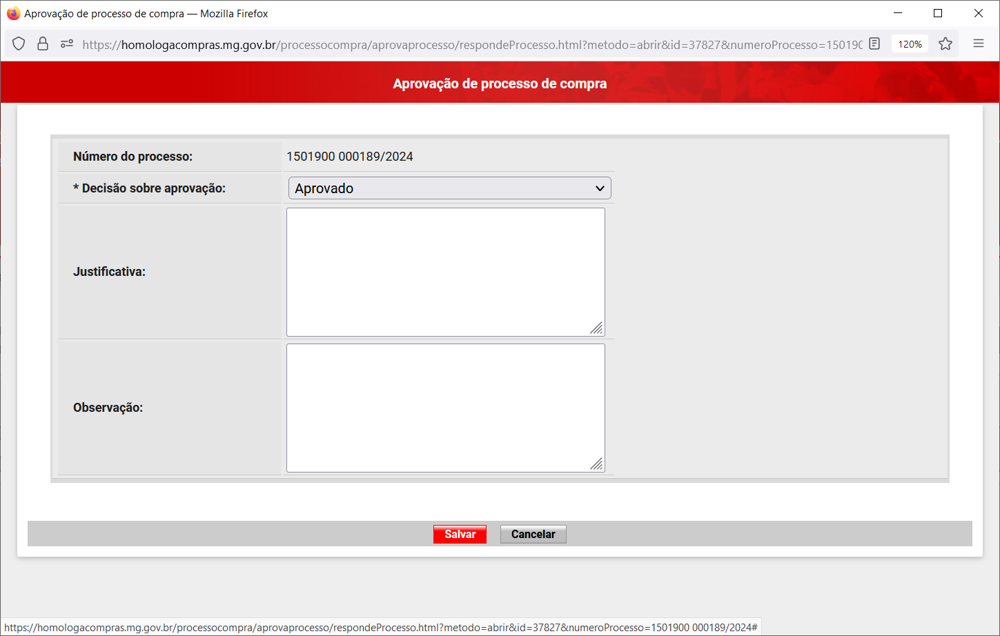 Aprovação de processo de compra — Mozilla Firefox
https://homologacompras.mg.gov.br/processocompra/aprovaprocesso/respondeProcesso.html?metodo=abrir&id=37827&numeroProcesso=150190
120%
Aprovação de processo de compra
Número do processo: 1501900 000189/2024
* Decisão sobre aprovação: Aprovado
Justificativa:
Observação:
Salvar Cancelar
https://homologacompras.mg.gov.br/processocompra/aprovaprocesso/respondeProcesso.html?metodo=abrir&id=37827&numeroProcesso=1501900 000189/2024#